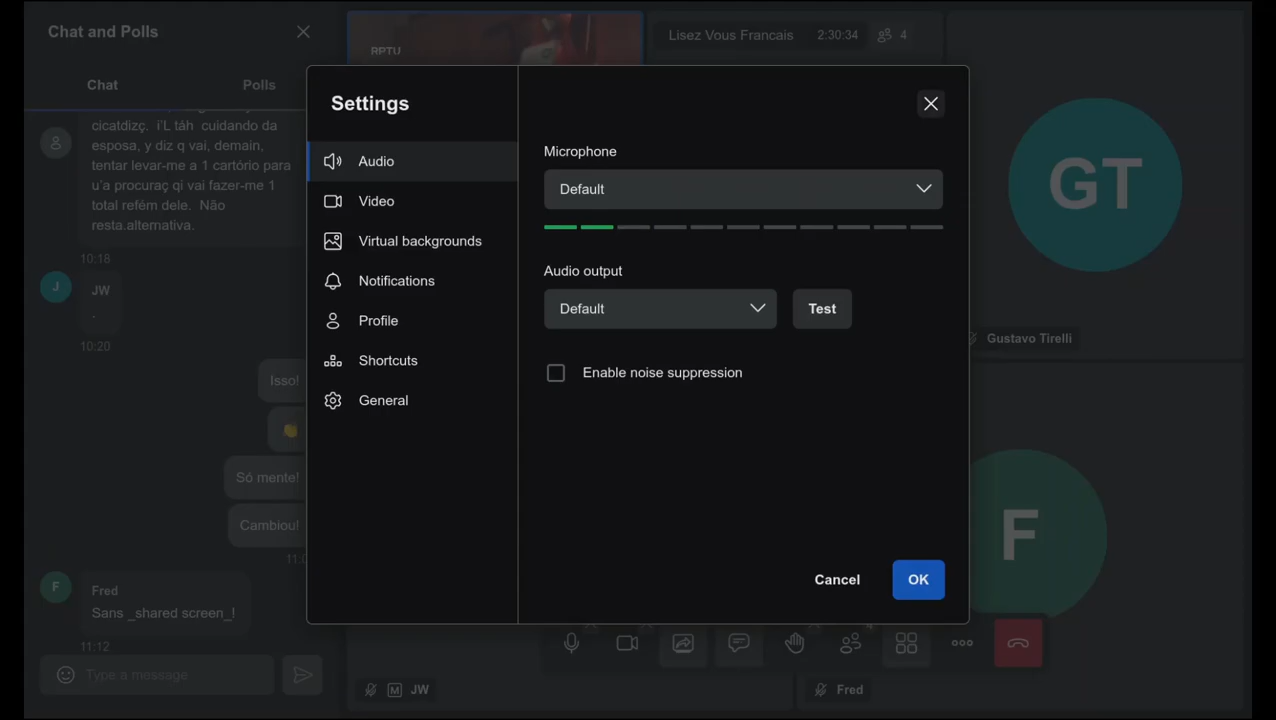 Chat and Polls
Chat
Polls
cicatdizç. i'L táh cuidando da
esposa, y diz q vai, demain,
tentar levar-me a 1 cartório para
u'a procuraç qi vai fazer-me 1
total refém dele. Não
resta.alternativa.
10:18
J
JW
.
10:20
Isso!
Só mente!
Cambiou!
F
Fred
Sans _shared screen_!
11:12
Type a message
RPTU
Lisez Vous Francais
2:30:34
4
GT
Gustavo Tirelli
F
M
JW
Fred
Settings
Audio
Video
Virtual backgrounds
Notifications
Profile
Shortcuts
General
Microphone
Default
Audio output
Default
Test
Enable noise suppression
Cancel
OK